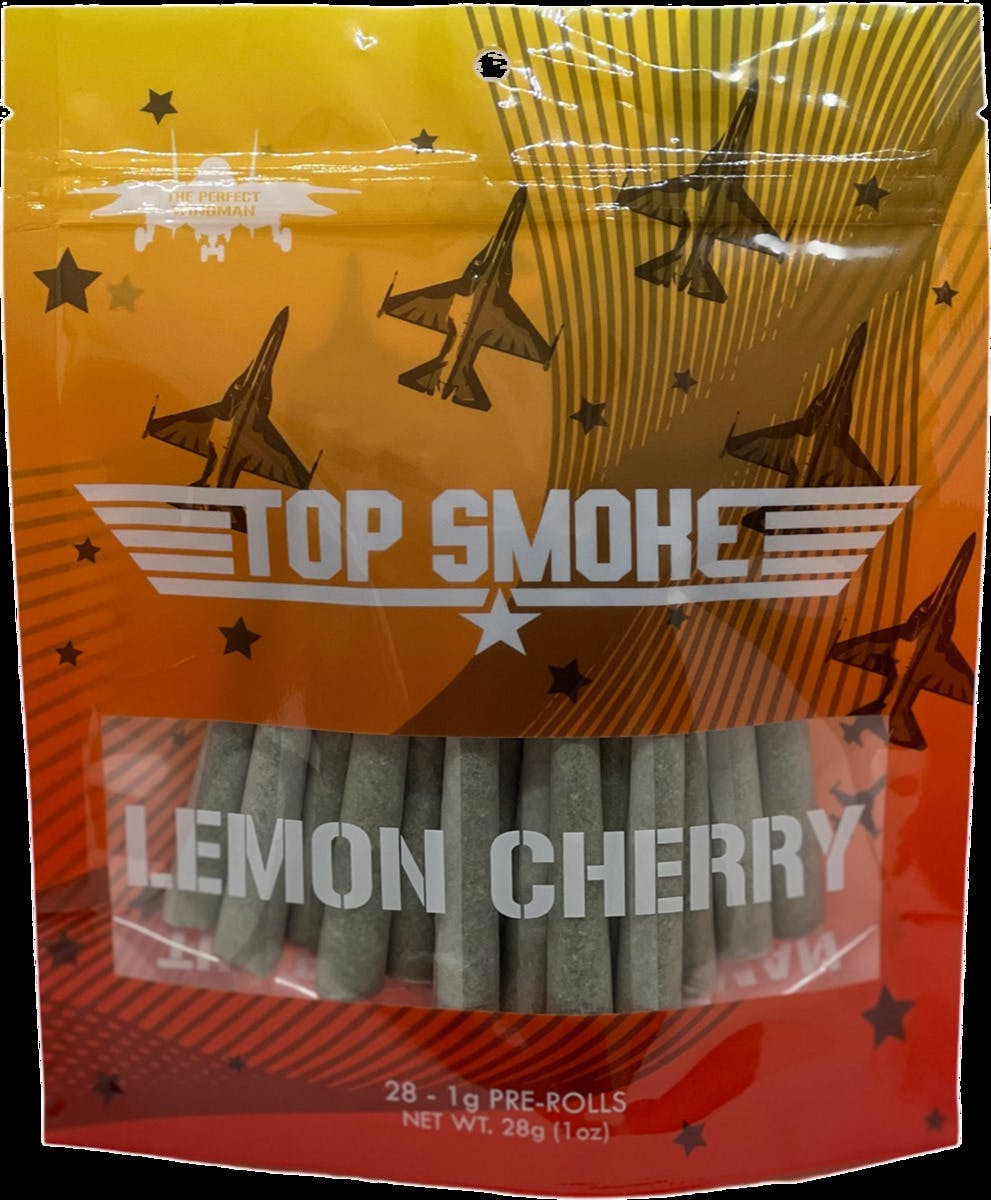 THE PERFECT
WINGMAN
TOP SMOKE
LEMON CHERRY
28 - 1g PRE-ROLLS
NET WT. 28g (1oz)